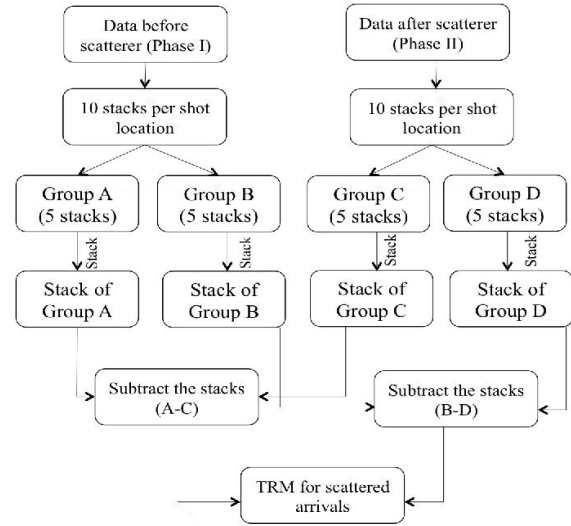 Data before
scatterer (Phase I)
Data after scatterer
(Phase II)
10 stacks per shot
location
10 stacks per shot
location
Group A
(5 stacks)
Group B
(5 stacks)
Group C
(5 stacks)
Group D
(5 stacks)
Stack
Stack
Stack
Stack
Stack of
Group A
Stack of
Group B
Stack of
Group C
Stack of
Group D
Subtract the stacks
(A-C)
Subtract the stacks
(B-D)
TRM for scattered
arrivals